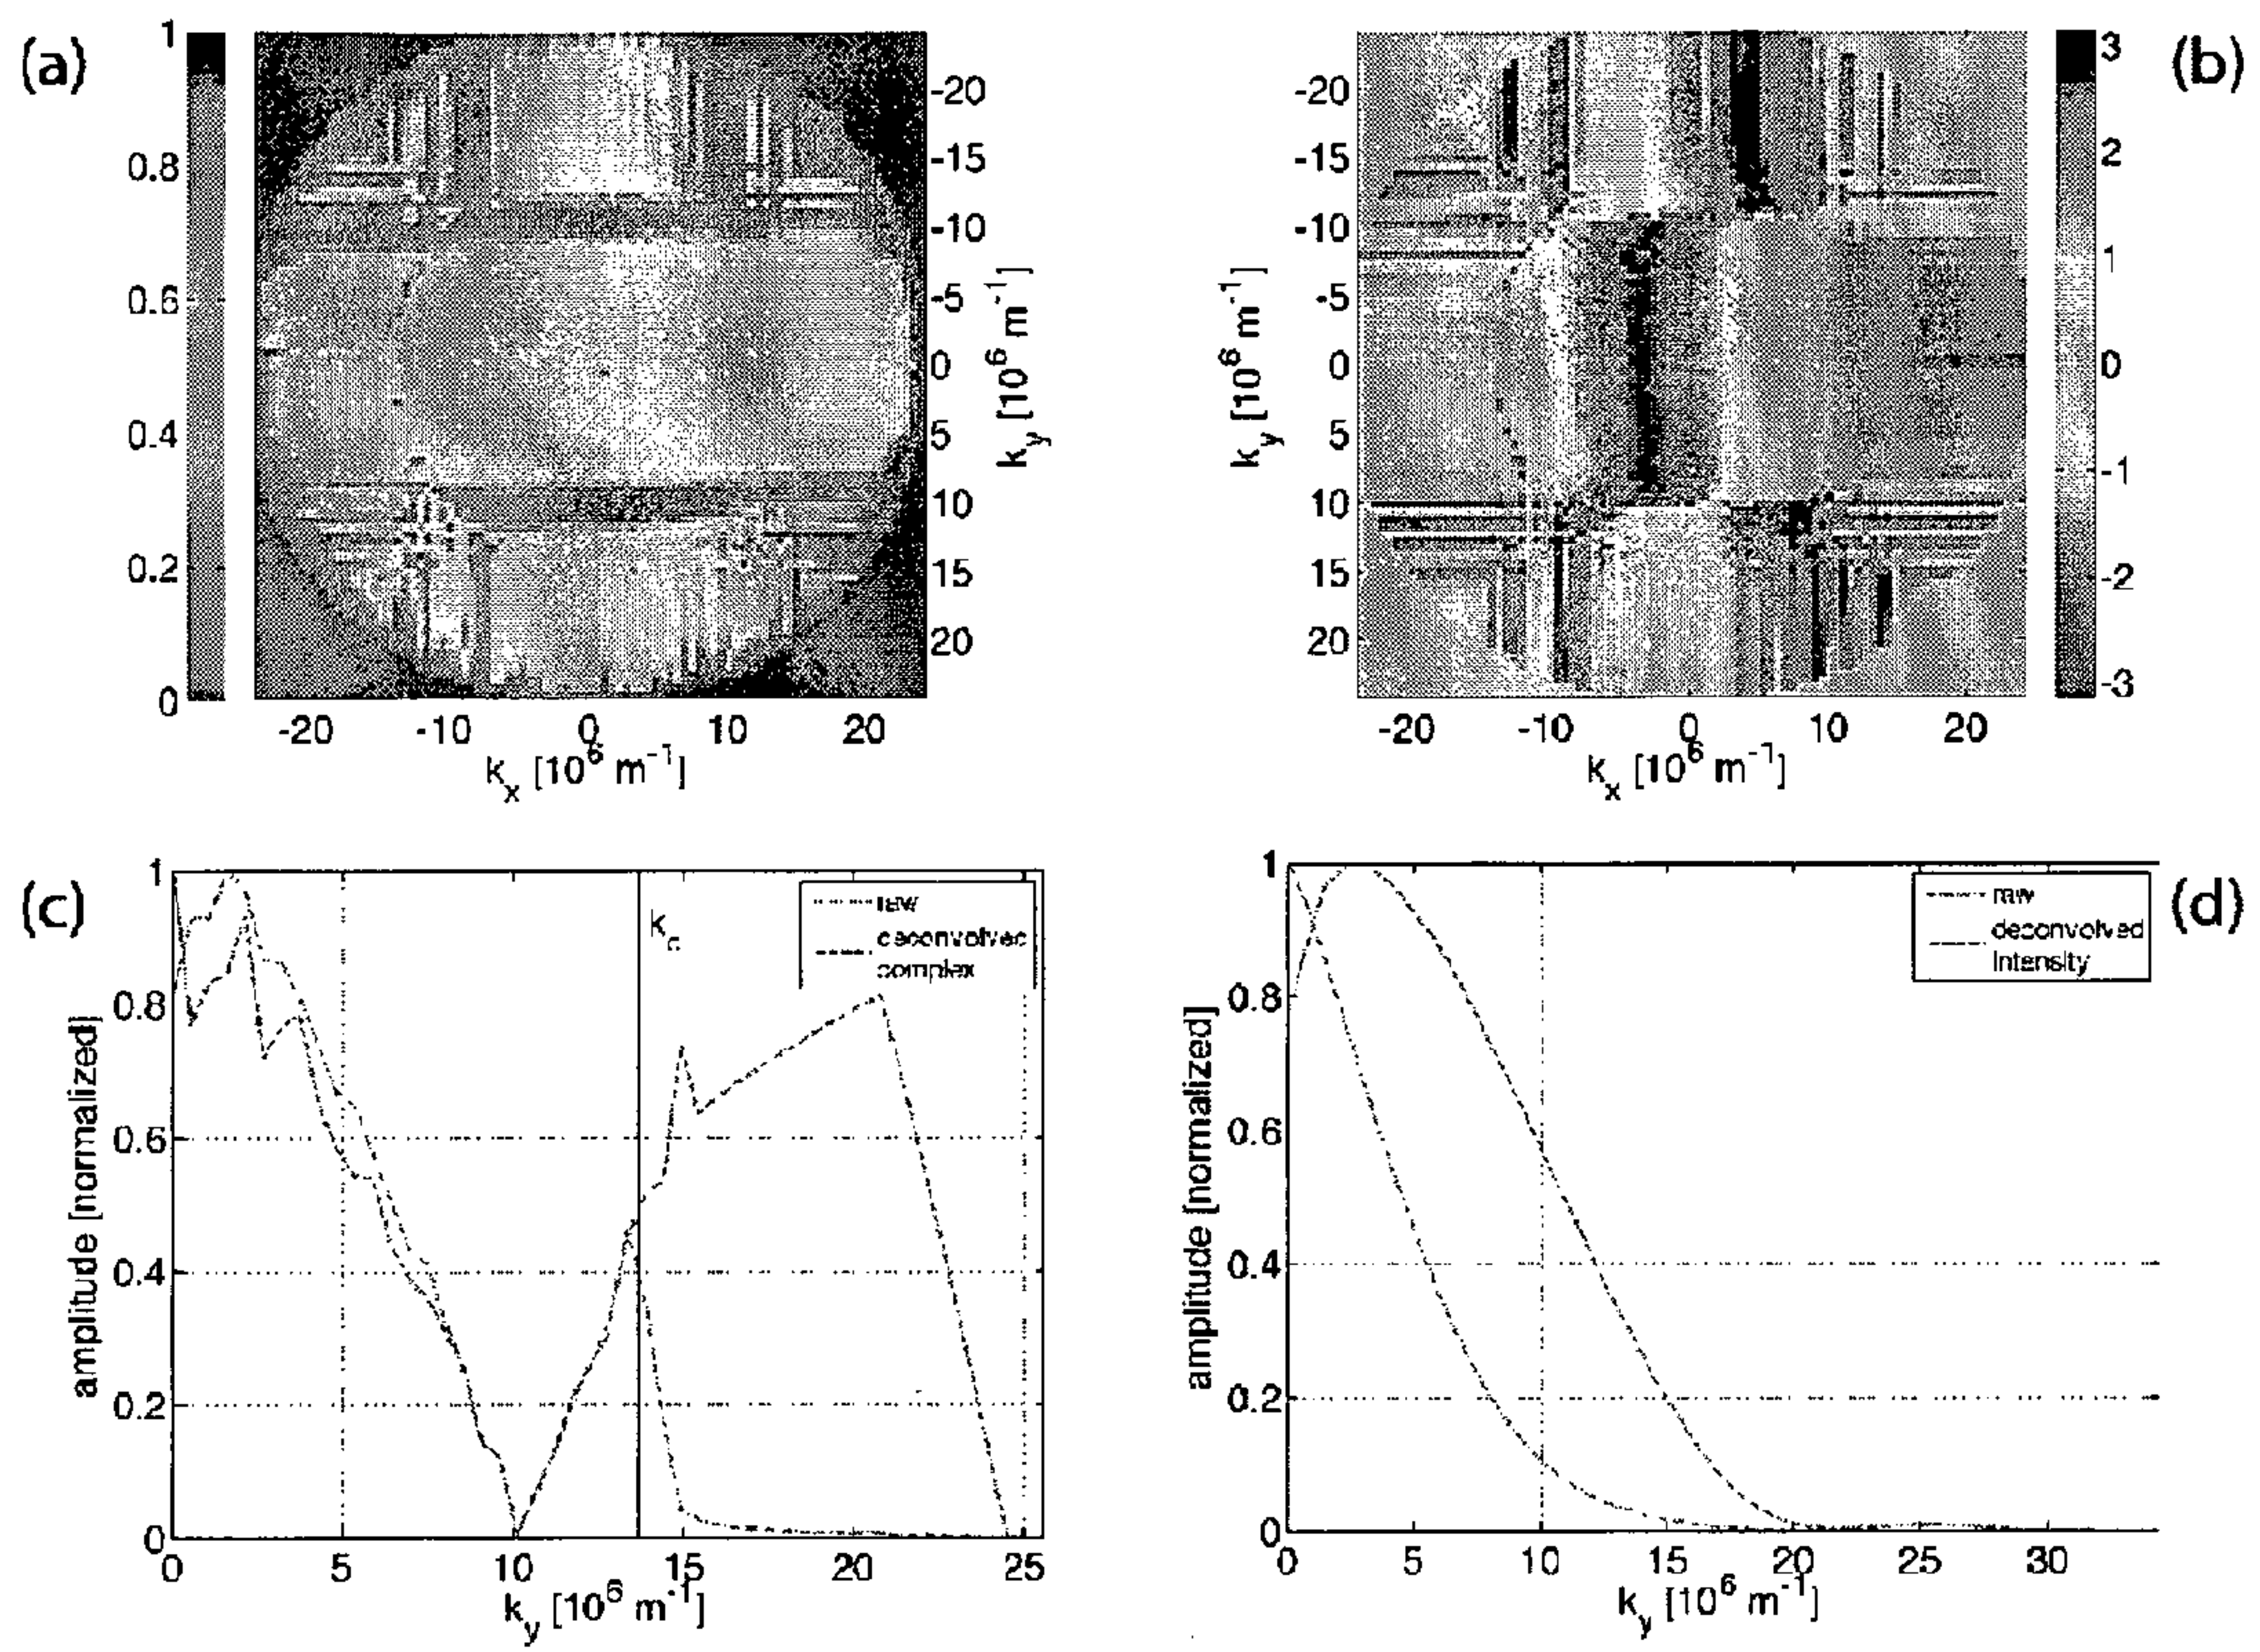 (a)
1
0.8
0.6
0.4
0.2
0
-20
-15
-10
-5
0
5
10
15
20
k_y [10^6 m^-1]
-20 -10 0 10 20
k_x [10^6 m^-1]
(b)
-20
-15
-10
-5
0
5
10
15
20
k_y [10^6 m^-1]
-20 -10 0 10 20
k_x [10^6 m^-1]
3
2
1
0
-1
-2
-3
(c)
1
0.8
0.6
0.4
0.2
0
amplitude [normalized]
raw
deconvolved
complex
k_c
0 5 10 15 20 25
k_y [10^6 m^-1]
(d)
1
0.8
0.6
0.4
0.2
0
amplitude [normalized]
raw
deconvolved
intensity
0 5 10 15 20 25 30
k_y [10^6 m^-1]